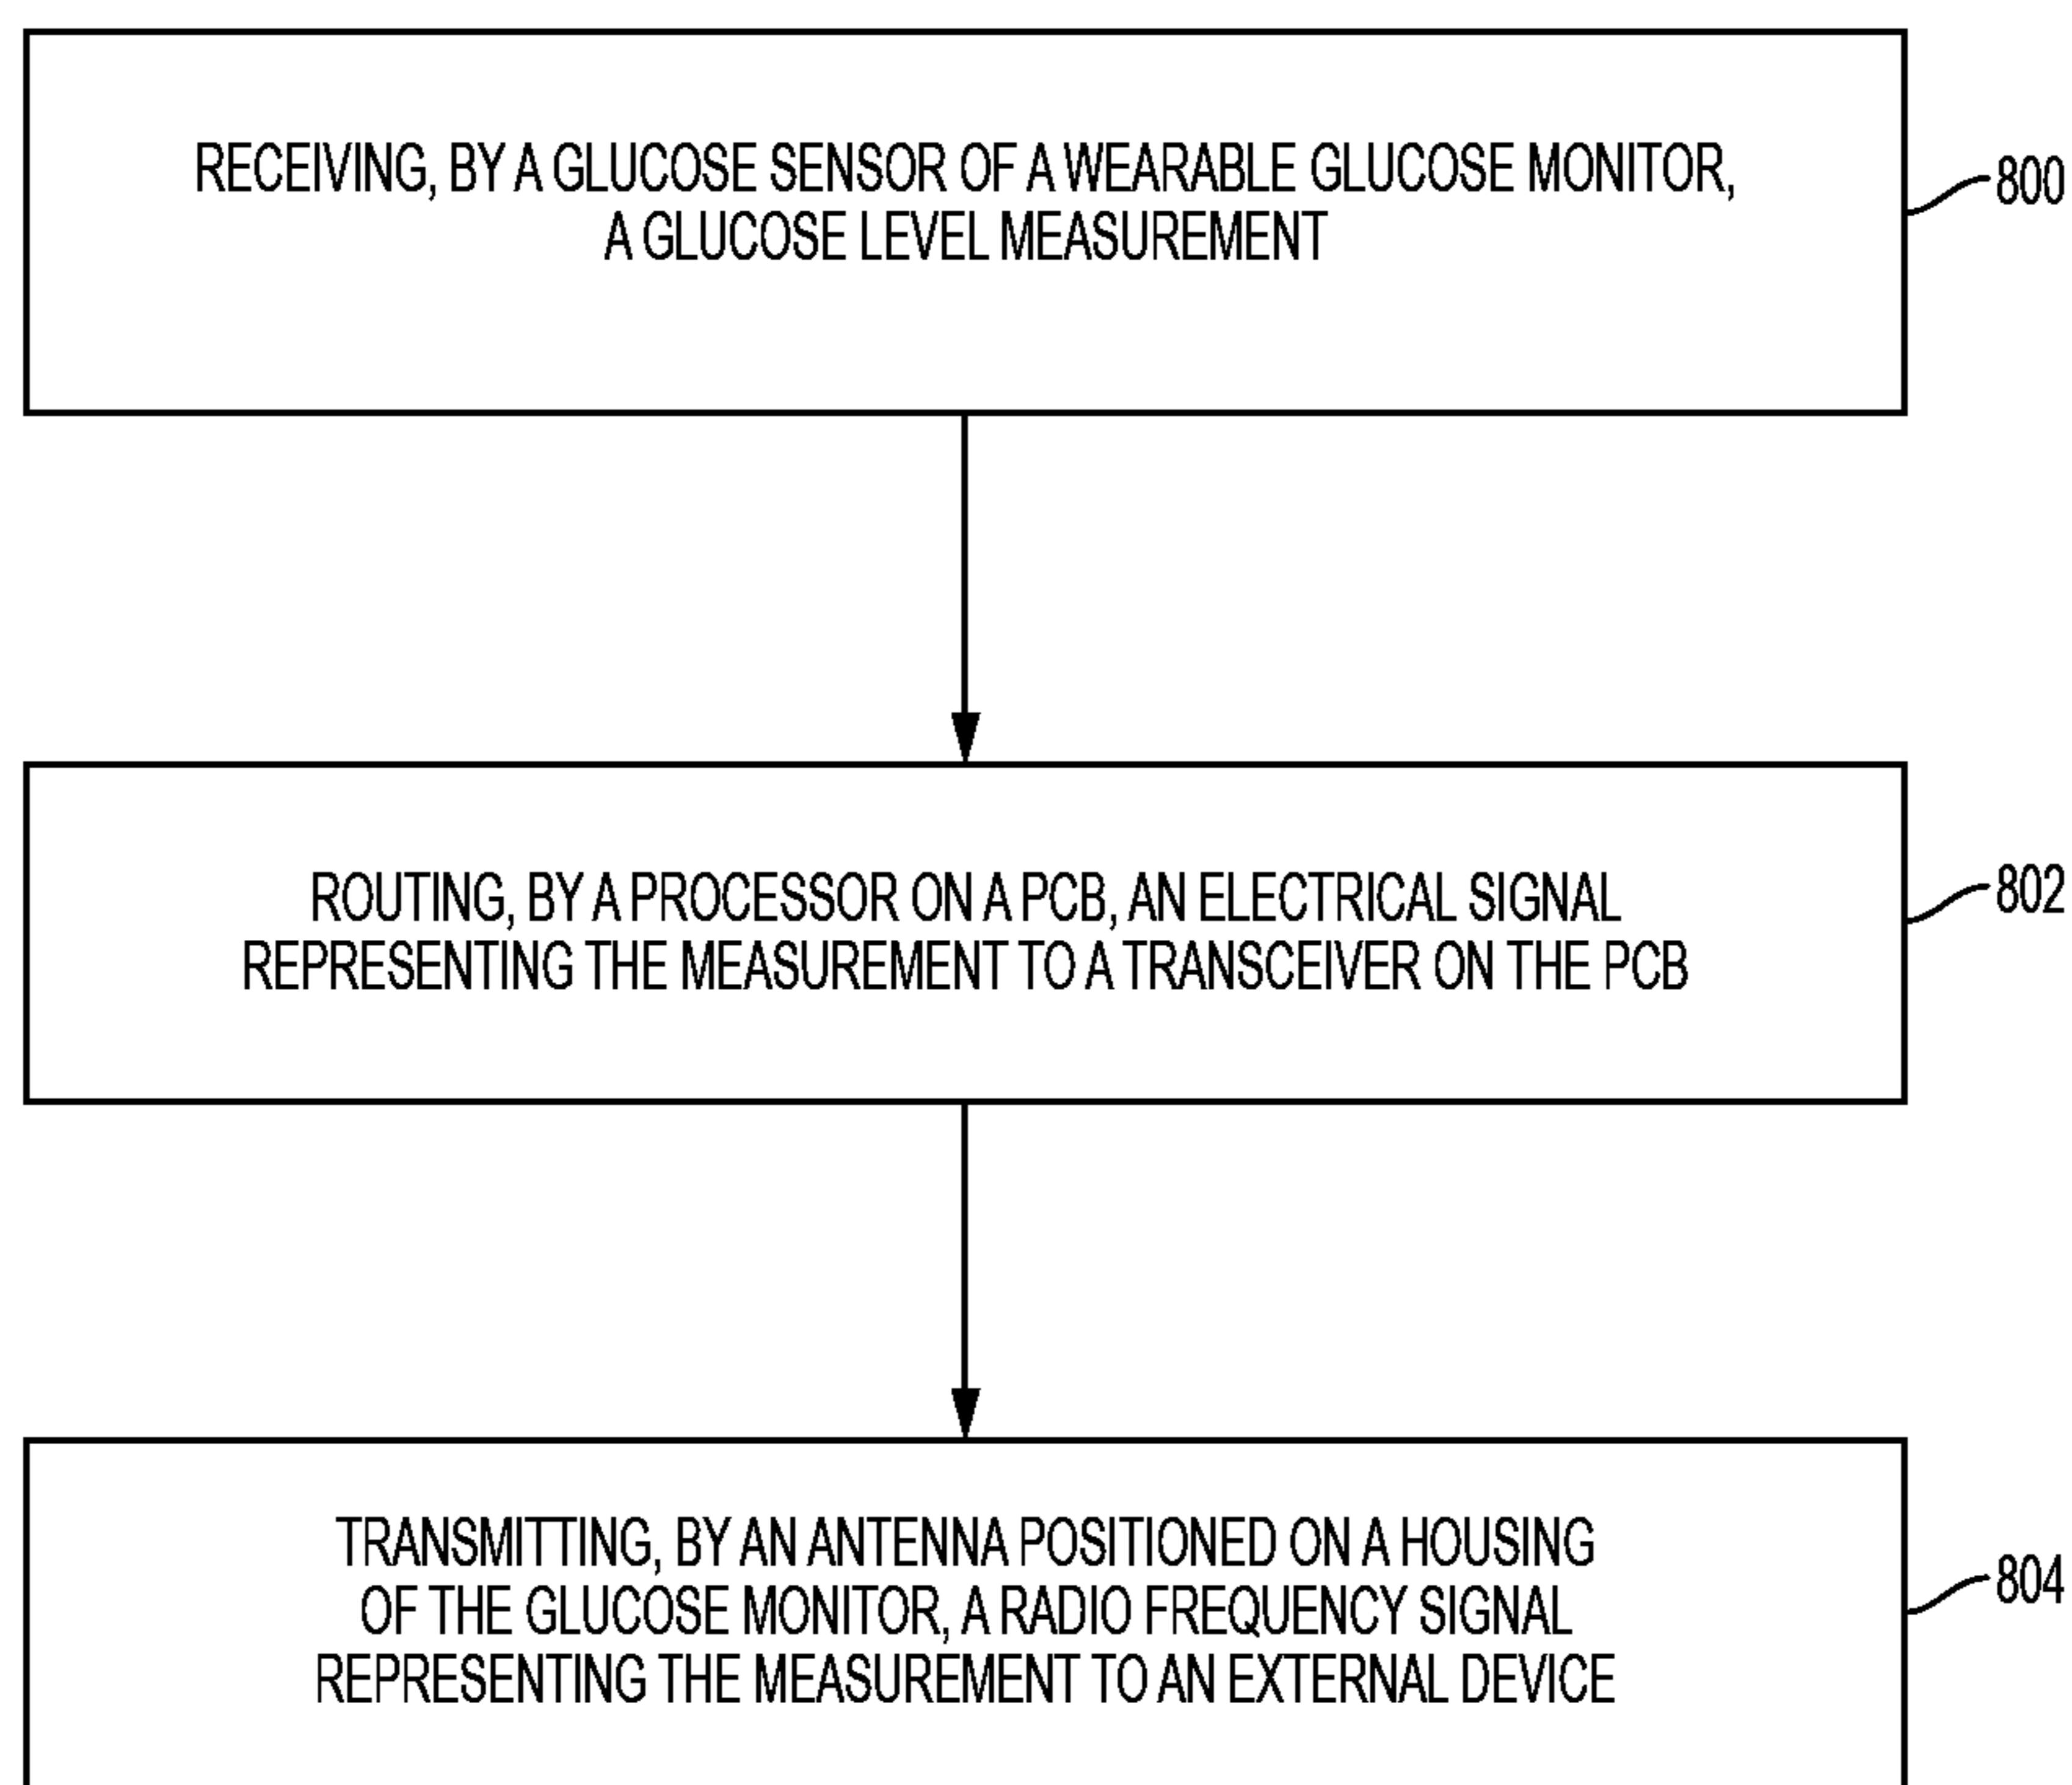 RECEIVING, BY A GLUCOSE SENSOR OF A WEARABLE GLUCOSE MONITOR,
A GLUCOSE LEVEL MEASUREMENT
800
ROUTING, BY A PROCESSOR ON A PCB, AN ELECTRICAL SIGNAL
REPRESENTING THE MEASUREMENT TO A TRANSCEIVER ON THE PCB
802
TRANSMITTING, BY AN ANTENNA POSITIONED ON A HOUSING
OF THE GLUCOSE MONITOR, A RADIO FREQUENCY SIGNAL
REPRESENTING THE MEASUREMENT TO AN EXTERNAL DEVICE
804